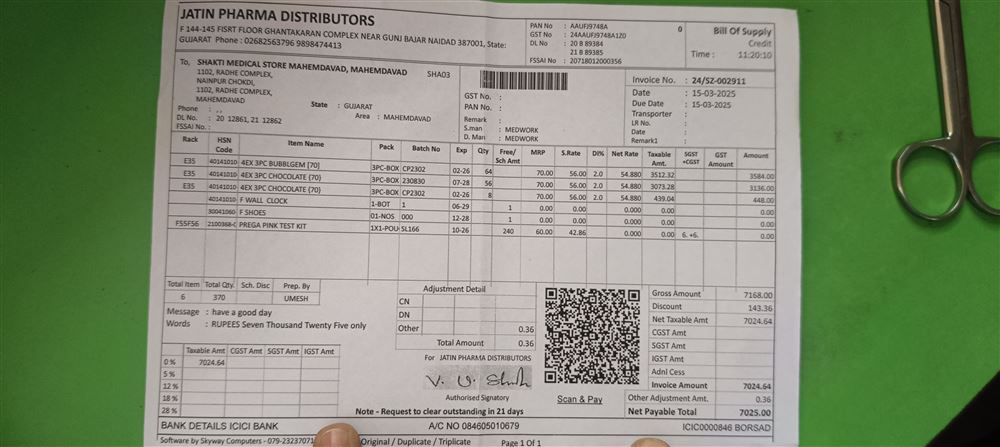 JATIN PHARMA DISTRIBUTORS
F 144-145 FISRT FLOOR GHANTAKARAN COMPLEX NEAR GUNJ BAJAR NAIDAD 387001, State:
GUJARAT Phone : 02682563796 9898474413
PAN No : AAUFJ9748A
GST No : 24AAUFJ9748A1Z0
DL No : 20 B 89384
21 B 89385
FSSAI No : 20718012000356
0 Bill Of Supply
Credit
Time : 11:20:10
To, SHAKTI MEDICAL STORE MAHEMDAVAD, MAHEMDAVAD SHA03
1102, RADHE COMPLEX,
NAINPUR CHOKDI,
1102, RADHE COMPLEX,
MAHEMDAVAD State : GUJARAT
Phone : , , Area : MAHEMDAVAD
DL No. : 20 12861, 21 12862
FSSAI No. :
GST No. :
PAN No. :
Remark :
S.man : MEDWORK
D. Man : MEDWORK
Invoice No. : 24/SZ-002911
Date : 15-03-2025
Due Date : 15-03-2025
Transporter :
LR No. :
Date :
Remark1 :
Rack HSN Code Item Name Pack Batch No Exp Qty Free/ Sch Amt MRP S.Rate Di% Net Rate Taxable Amt. SGST +CGST GST Amount Amount
E35 40141010 4EX 3PC BUBBLGEM [70] 3PC-BOX CP2302 02-26 64 70.00 56.00 2.0 54.880 3512.32 3584.00
E35 40141010 4EX 3PC CHOCOLATE {70} 3PC-BOX 230830 07-28 56 70.00 56.00 2.0 54.880 3073.28 3136.00
E35 40141010 4EX 3PC CHOCOLATE {70} 3PC-BOX CP2302 02-26 8 70.00 56.00 2.0 54.880 439.04 448.00
40141010 F WALL CLOCK 1-BOT 1 06-29 1 0.00 0.00 0.000 0.00 0.00
30041060 F SHOES 01-NOS 000 12-28 1 0.00 0.00 0.000 0.00 0.00
FSSF56 PREGA PINK TEST KIT 1X1-POU SL166 10-26 240 60.00 42.86 0.000 0.00 6. +6. 0.00
Total Item Total Qty. Sch. Disc Prep. By
6 370 UMESH
Message : have a good day
Words : RUPEES Seven Thousand Twenty Five only
Adjustment Detail
CN
DN
Other 0.36
Total Amount 0.36
Gross Amount 7168.00
Discount 143.36
Net Taxable Amt 7024.64
CGST Amt
SGST Amt
IGST Amt
Adnl Cess
Invoice Amount 7024.64
Other Adjustment Amt. 0.36
Net Payable Total 7025.00
Taxable Amt CGST Amt SGST Amt IGST Amt
0 % 7024.64
5 %
12 %
18 %
28 %
For JATIN PHARMA DISTRIBUTORS
V. U. Shah
Authorised Signatory
Scan & Pay
Note - Request to clear outstanding in 21 days
BANK DETAILS ICICI BANK A/C NO 084605010679 ICIC0000846 BORSAD
Software by Skyway Computers - 079-23237071 Original / Duplicate / Triplicate Page 1 Of 1